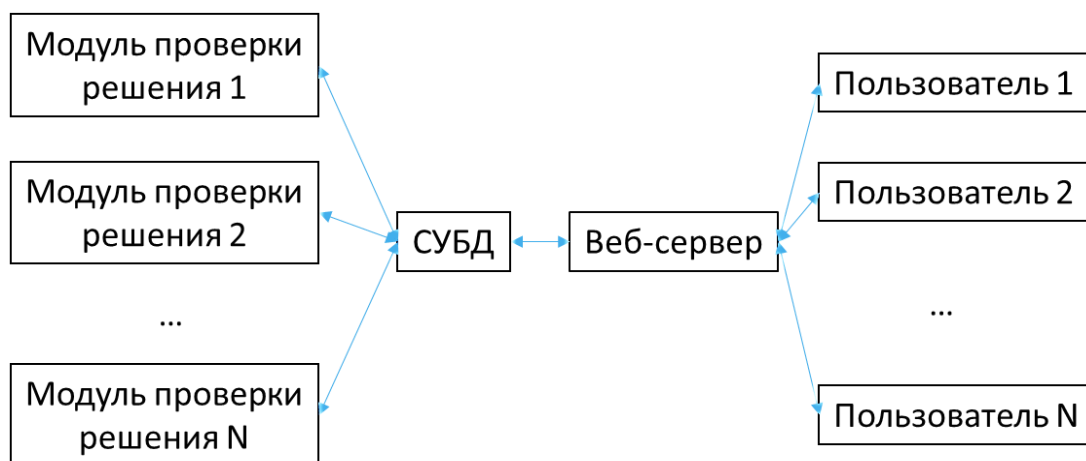 Модуль проверки
решения 1
Модуль проверки
решения 2
...
Модуль проверки
решения N
СУБД
Веб-сервер
Пользователь 1
Пользователь 2
...
Пользователь N